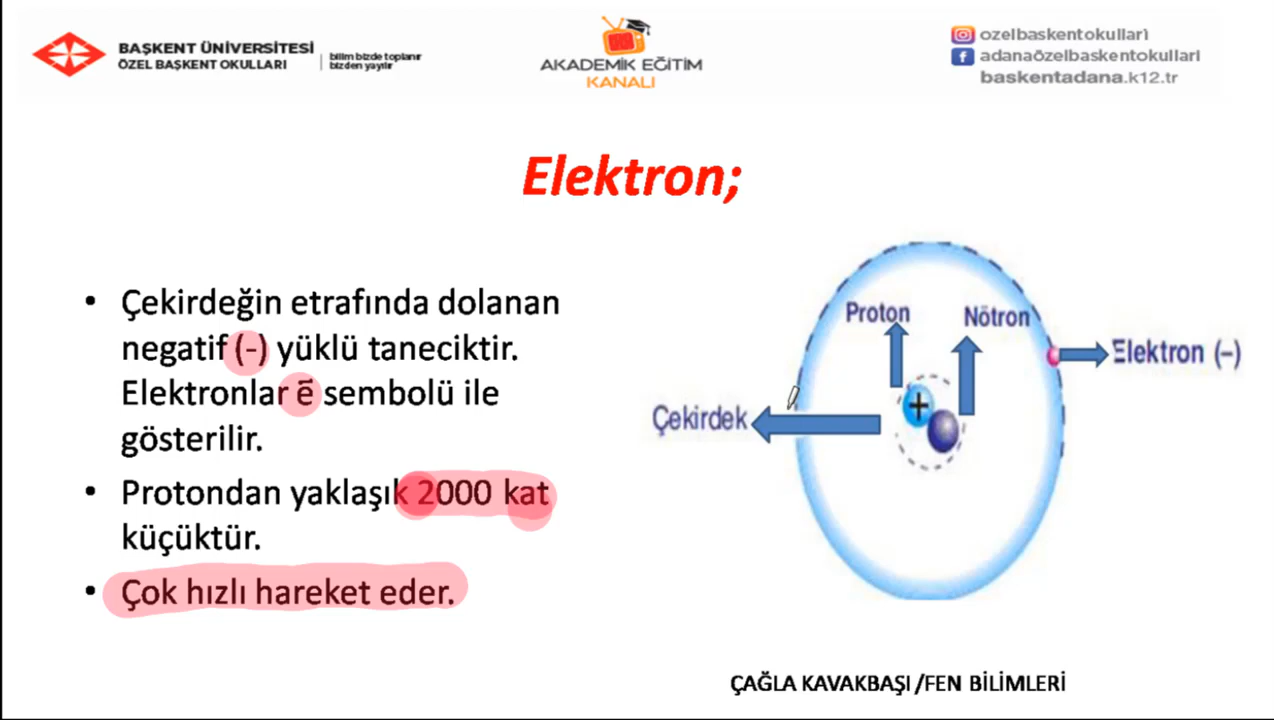 BAŞKENT ÜNİVERSİTESİ
ÖZEL BAŞKENT OKULLARI
bilim bizde toplanır
bizden yayılır
AKADEMİK EĞİTİM
KANALI
ozelbaskentokullari
adanaözelbaskentokullari
baskentadana.k12.tr
Elektron;
• Çekirdeğin etrafında dolanan
negatif (-) yüklü taneciktir.
Elektronlar e̅ sembolü ile
gösterilir.
• Protondan yaklaşık 2000 kat
küçüktür.
• Çok hızlı hareket eder.
Proton
Nötron
Elektron (–)
Çekirdek
+
ÇAĞLA KAVAKBAŞI /FEN BİLİMLERİ